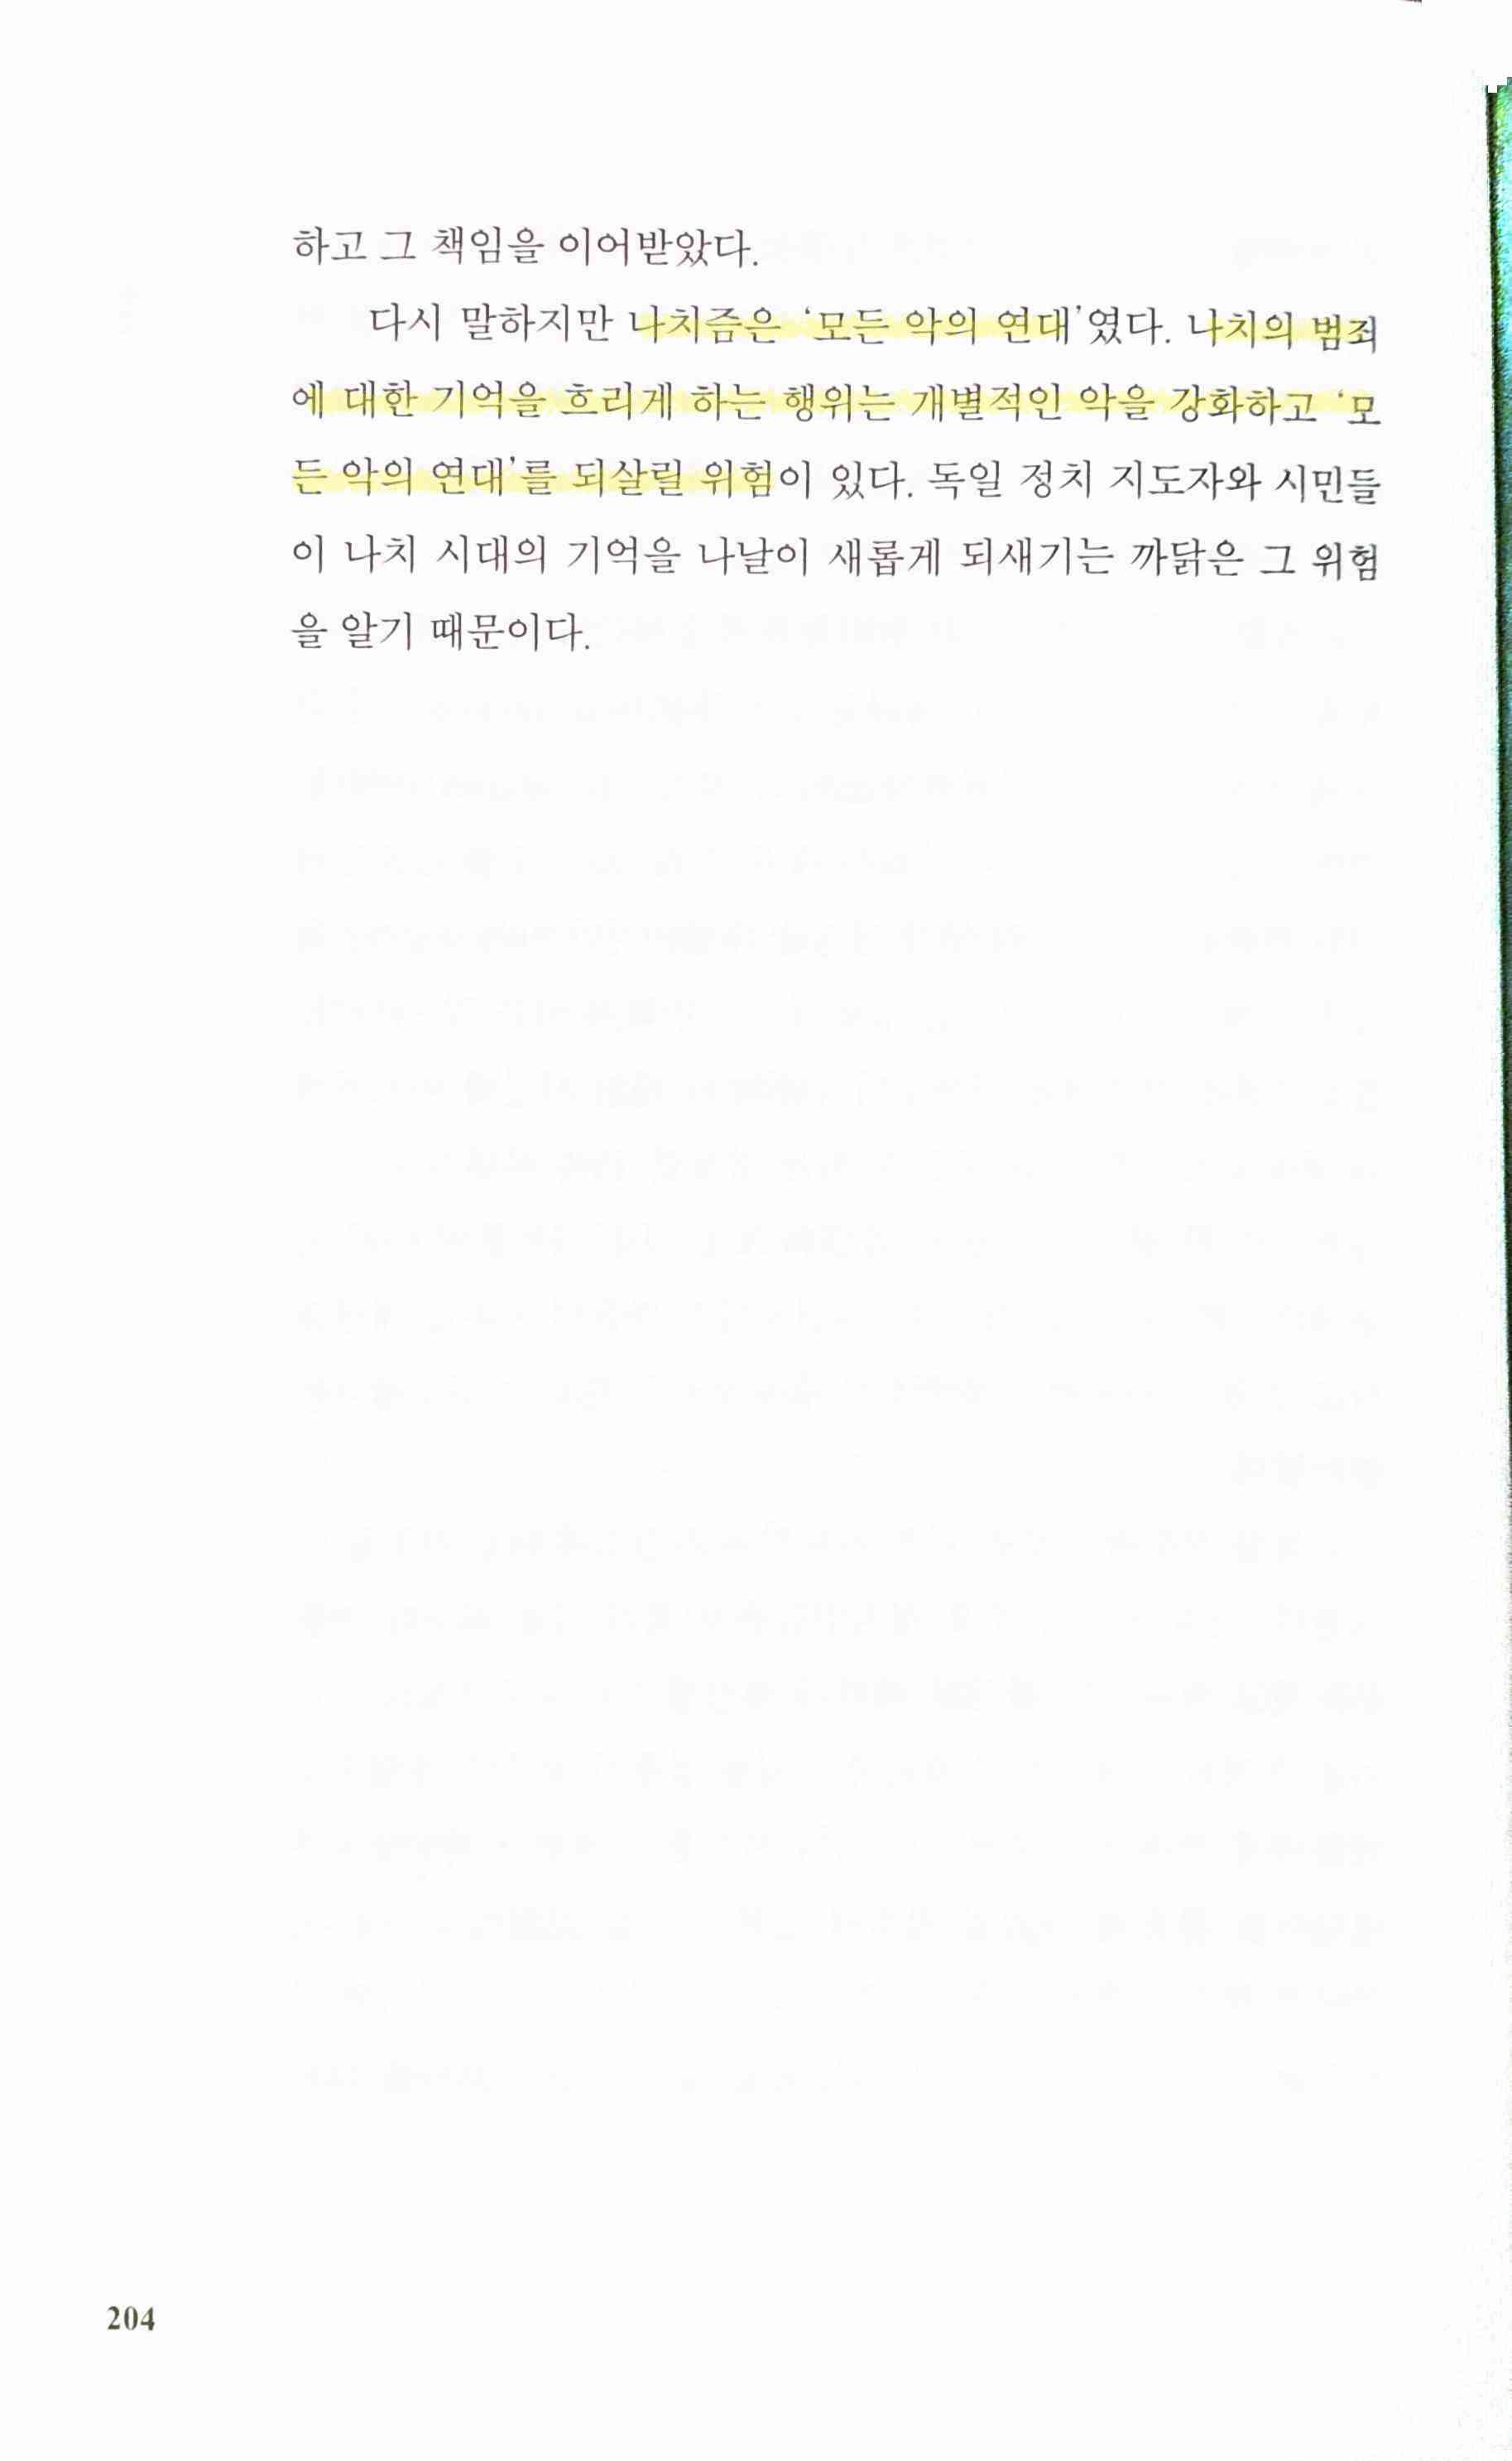 하고 그 책임을 이어받았다.
다시 말하지만 나치즘은 ‘모든 악의 연대’였다. 나치의 범죄
에 대한 기억을 흐리게 하는 행위는 개별적인 악을 강화하고 ‘모
든 악의 연대’를 되살릴 위험이 있다. 독일 정치 지도자와 시민들
이 나치 시대의 기억을 나날이 새롭게 되새기는 까닭은 그 위험
을 알기 때문이다.
204